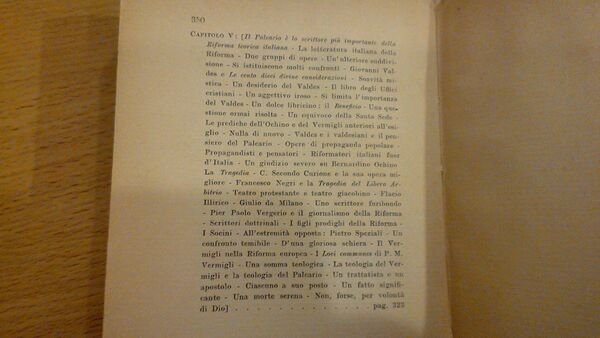 350
CAPITOLO V: [Il Paleario è lo scrittore più importante della
Riforma teorica italiana - La letteratura italiana della
Riforma - Due gruppi di opere - Un'alteriore suddivi-
sione - Si istituiscono molti confronti - Giovanni Val-
dés e Le cento dieci divine considerazioni - Soavità mi-
stica - Un desiderio del Valdes - Il libro degli Uffici
cristiani - Un aggettivo iroso - Si limita l'importanza
del Valdes - Un dolce libricino: il Beneficio - Una que-
stione ormai risolta - Un equivoco della Santa Sede -
Le prediche dell'Ochino e del Vermigli anteriori all'esi-
glio - Nulla di nuovo - Valdes e i valdesiani e il pen-
siero del Paleario - Opere di propaganda popolare -
Propagandisti e pensatori - Riformatori italiani fuor
d'Italia - Un giudizio severo su Bernardino Ochino
La Tragedia - C. Secondo Curione e la sua opera mi-
gliore - Francesco Negri e la Tragedia del Libero Ar-
bitrio - Teatro protestante e teatro giacobino - Flacio
Illirico - Giulio da Milano - Uno scrittore furibondo
- Pier Paolo Vergerio e il giornalismo della Riforma
- Scrittori dottrinali - I figli prodighi della Riforma -
I Socini - All'estremità opposta: Pietro Speziali - Un
confronto temibile - D'una gloriosa schiera - Il Ver-
migli nella Riforma europea - I Loci communes di P. M.
Vermigli - Una somma teologica - La teologia del Ver-
migli e la teologia del Paleario - Un trattatista e un
apostolo - Ciascuno a suo posto - Un fatto signifi-
cante - Una morte serena - Non, forse, per volontà
di Dio] . . . . . . . . . . . . . . . pag. 323